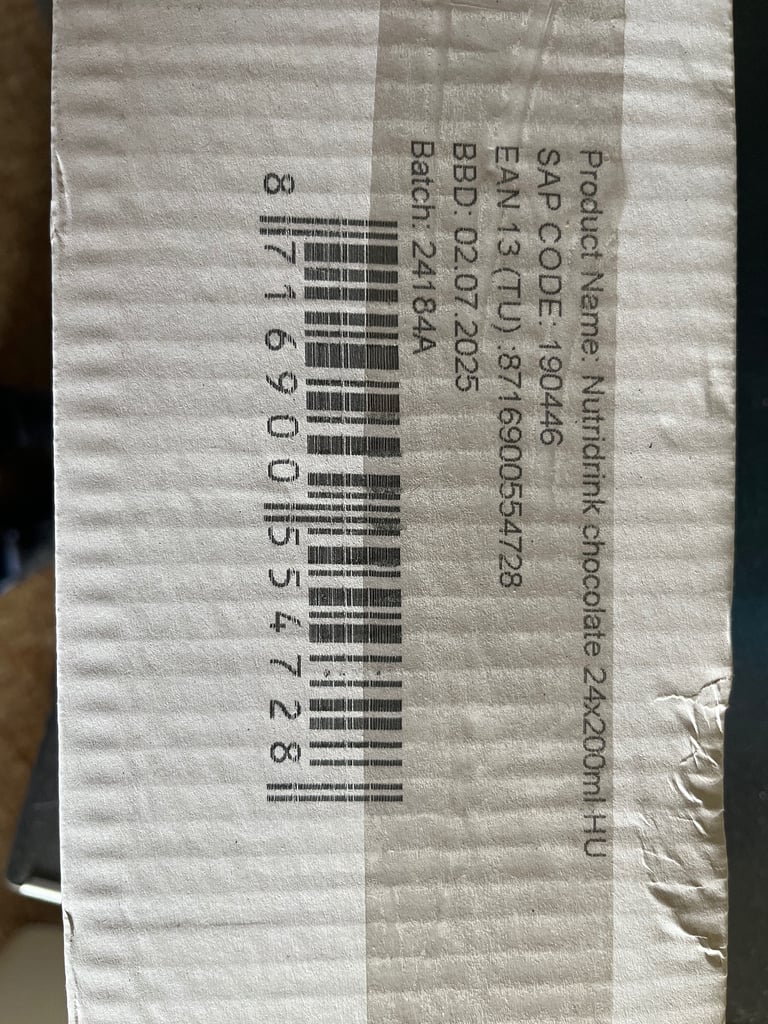 Product Name: Nutridrink chocolate 24x200ml HU
SAP CODE: 190446
EAN 13 (TU) :8716900554728
BBD: 02.07.2025
Batch: 24184A
8 716900 554728